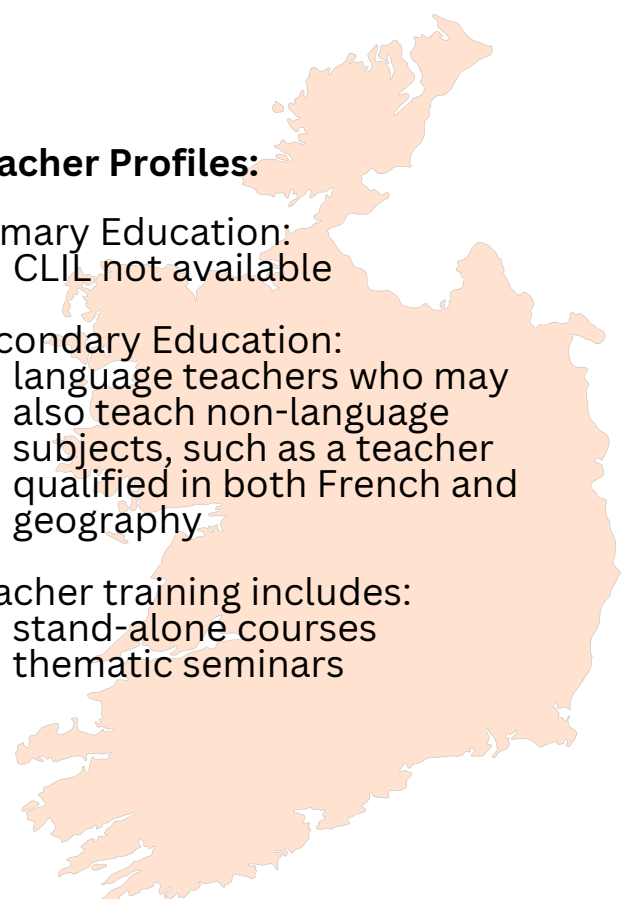 acher Profiles:
mary Education:
CLIL not available
condary Education:
language teachers who may
also teach non-language
subjects, such as a teacher
qualified in both French and
geography
acher training includes:
stand-alone courses
thematic seminars